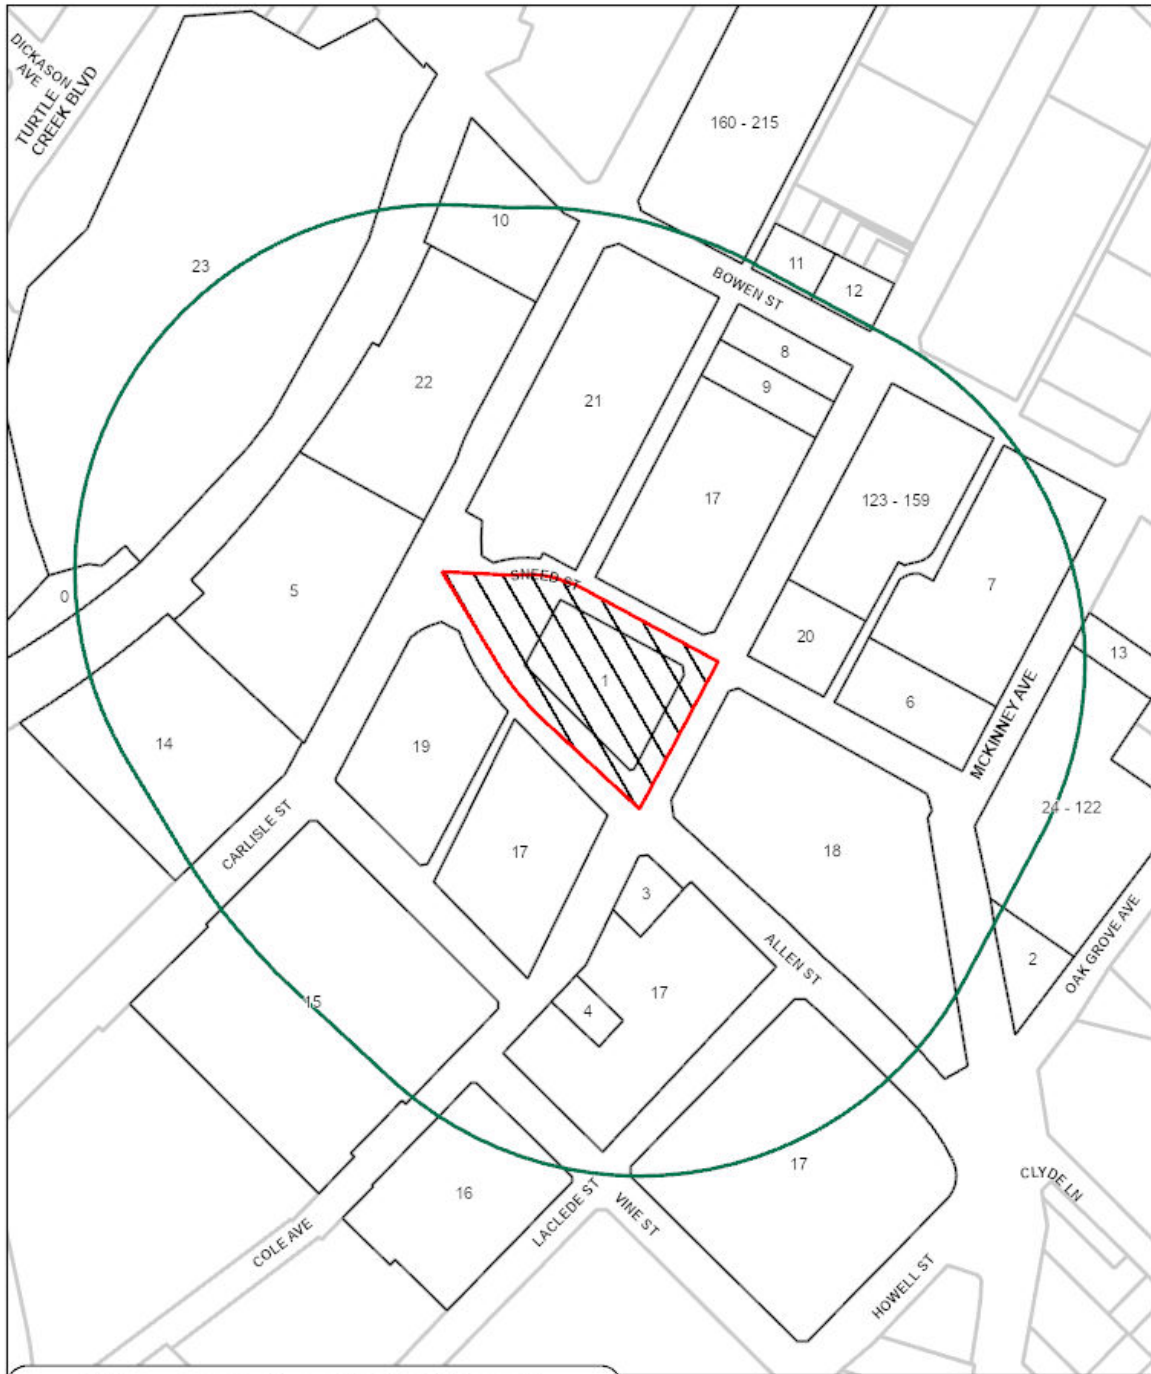 DICKASON
AVE
TURTLE
CREEK BLVD
160 - 215
10
23
11
12
BOWEN ST
8
22
9
21
17
123 - 159
SNEED ST
7
5
0
20
13
1
6
MCKINNEY AVE
14
19
24 - 122
CARLISLE ST
17
18
3
ALLEN ST
2
OAK GROVE AVE
17
15
4
17
CLYDE LN
16
LACLEDE ST
VINE ST
COLE AVE
HOWELL ST